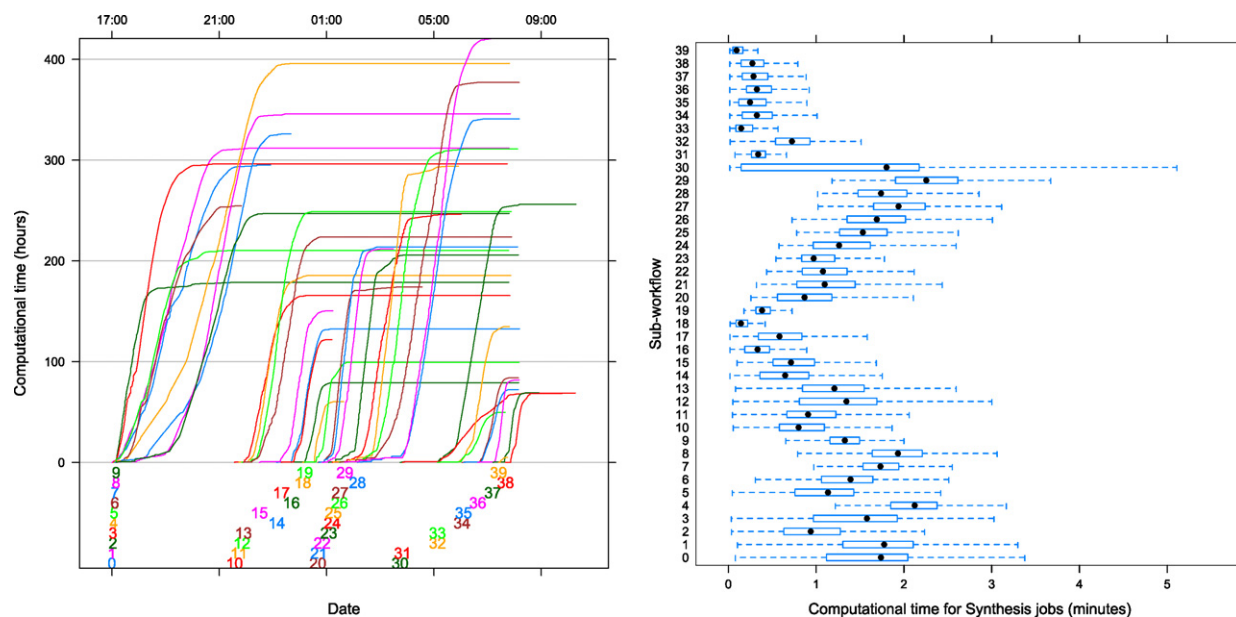 17:00 21:00 01:00 05:00 09:00
400
300
200
100
0
Computational time (hours)
9 19 29 39
8 18 28 38
7 17 27 37
6 16 26 36
5 15 25 35
4 14 24 34
3 13 23 33
2 12 22 32
1 11 21 31
0 10 20 30
Date
39
38
37
36
35
34
33
32
31
30
29
28
27
26
25
24
23
22
21
20
19
18
17
16
15
14
13
12
11
10
9
8
7
6
5
4
3
2
1
0
Sub-workflow
0 1 2 3 4 5
Computational time for Synthesis jobs (minutes)